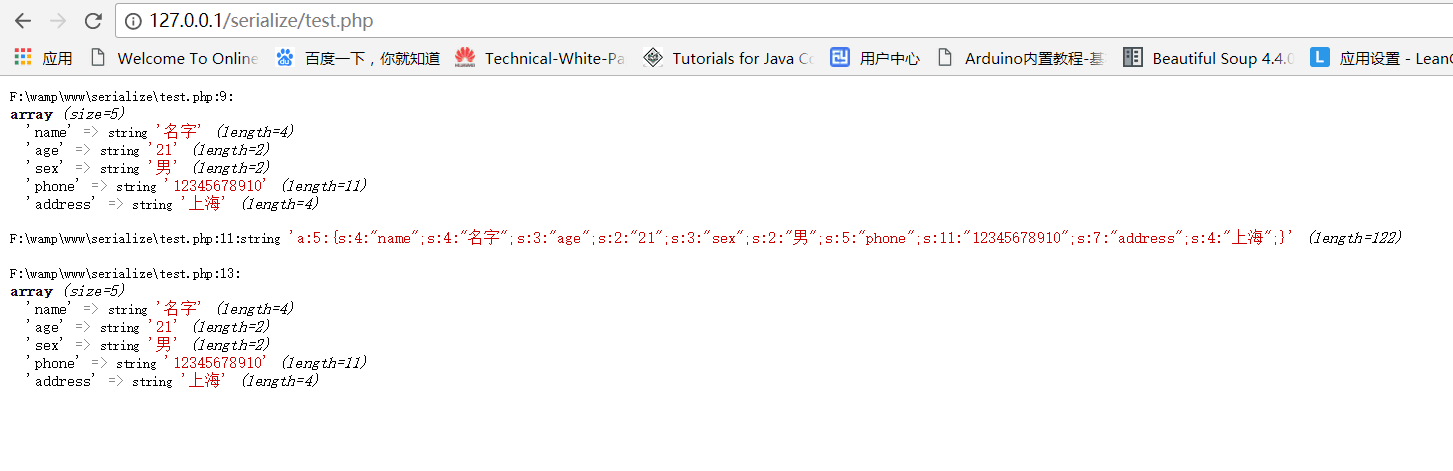 127.0.0.1/serialize/test.php
应用 Welcome To Online 百度一下，你就知道 Technical-White-Pa Tutorials for Java Co 用户中心 Arduino内置教程-基 Beautiful Soup 4.4.0 L 应用设置 - LeanC
F:\wamp\www\serialize\test.php:9:
array (size=5)
'name' => string '名字' (length=4)
'age' => string '21' (length=2)
'sex' => string '男' (length=2)
'phone' => string '12345678910' (length=11)
'address' => string '上海' (length=4)
F:\wamp\www\serialize\test.php:11:string 'a:5:{s:4:"name";s:4:"名字";s:3:"age";s:2:"21";s:3:"sex";s:2:"男";s:5:"phone";s:11:"12345678910";s:7:"address";s:4:"上海";}' (length=122)
F:\wamp\www\serialize\test.php:13:
array (size=5)
'name' => string '名字' (length=4)
'age' => string '21' (length=2)
'sex' => string '男' (length=2)
'phone' => string '12345678910' (length=11)
'address' => string '上海' (length=4)